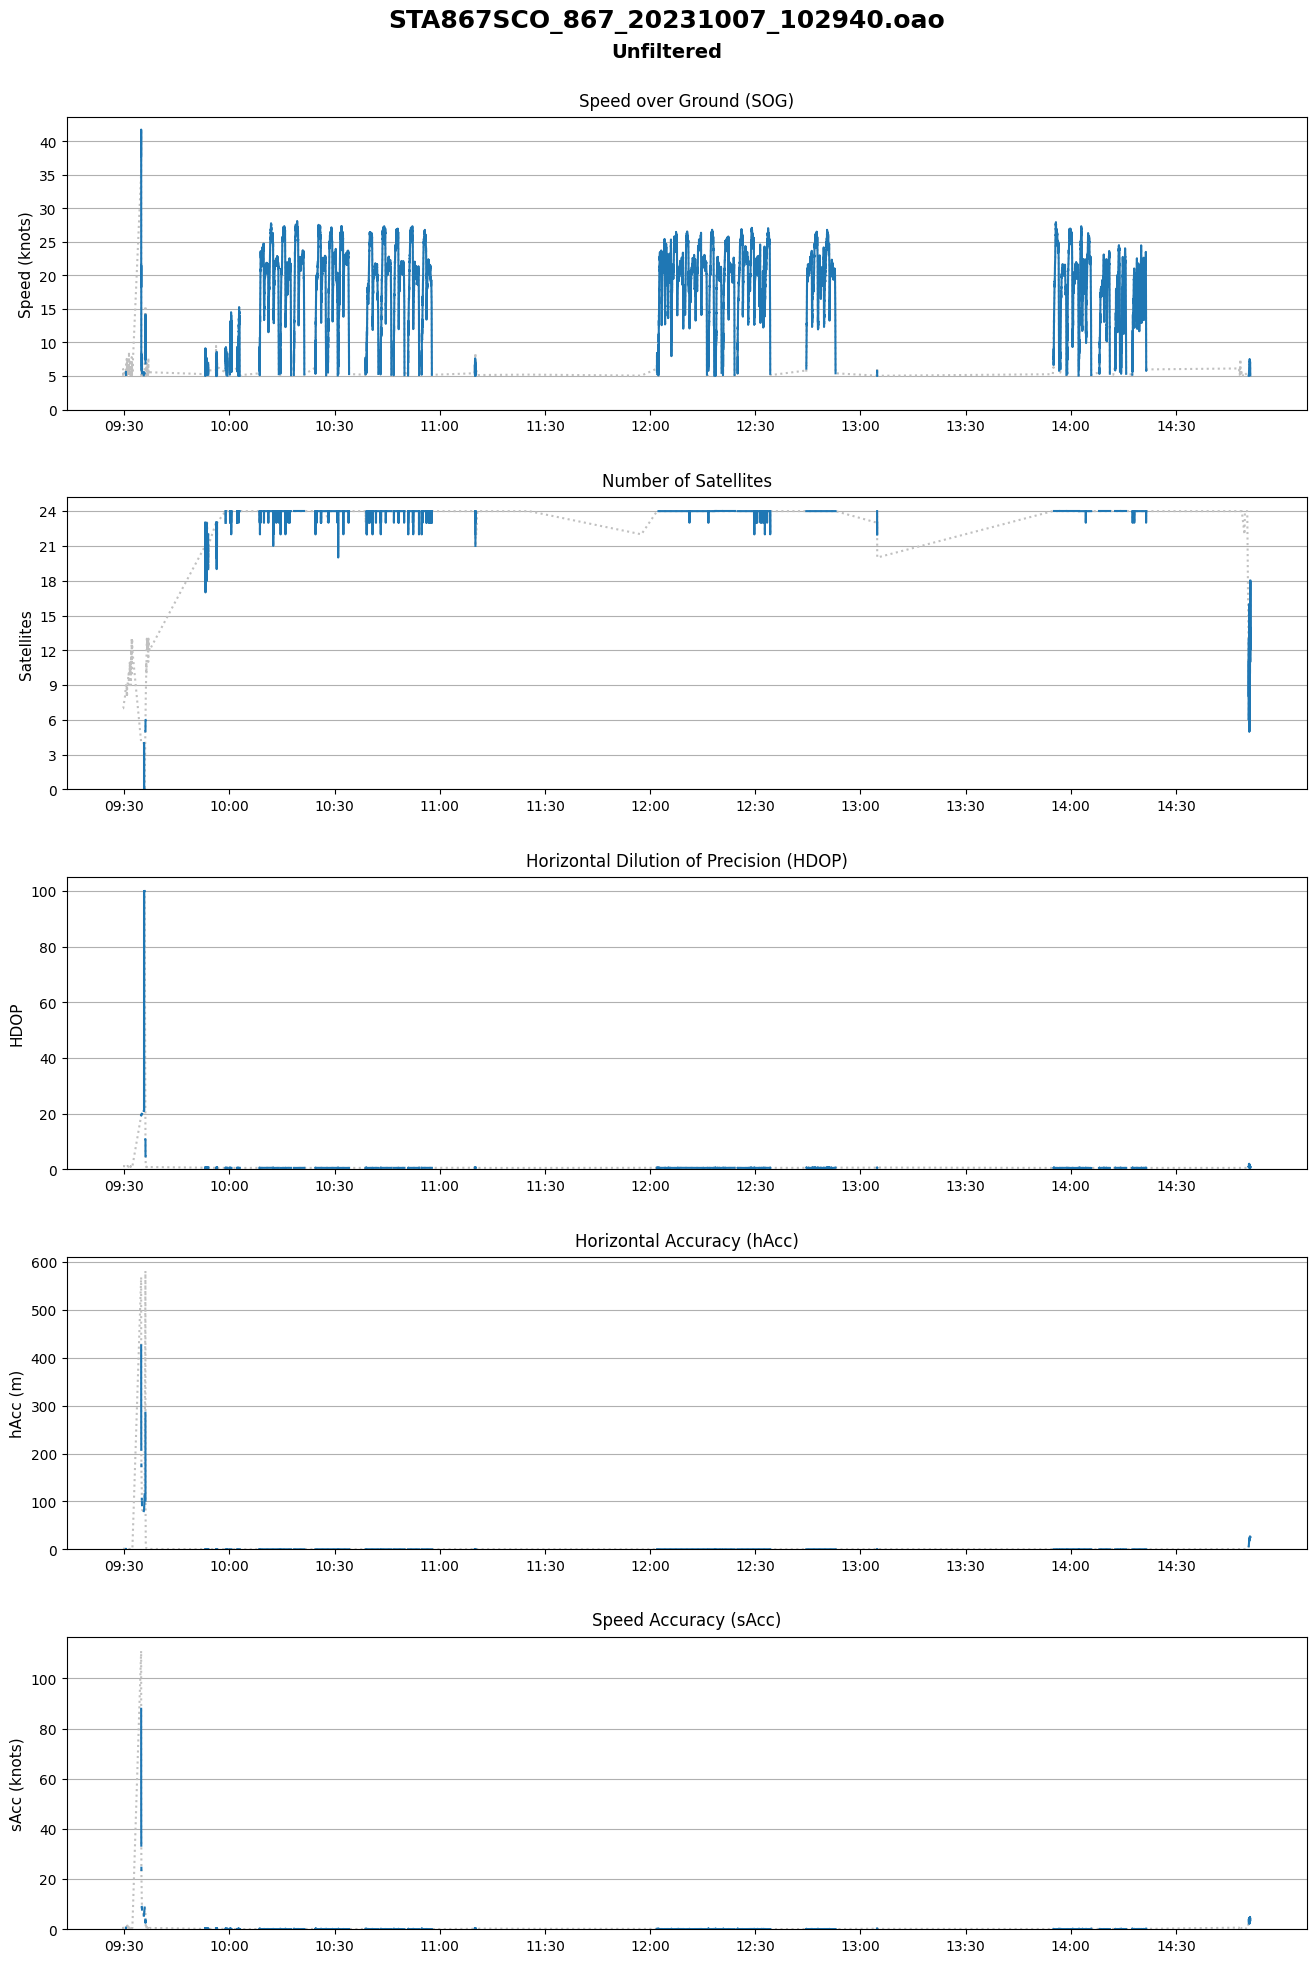 STA867SCO_867_20231007_102940.oao
Unfiltered
Speed over Ground (SOG)
Speed (knots)
40
35
30
25
20
15
10
5
0
09:30 10:00 10:30 11:00 11:30 12:00 12:30 13:00 13:30 14:00 14:30
Number of Satellites
Satellites
24
21
18
15
12
9
6
3
0
09:30 10:00 10:30 11:00 11:30 12:00 12:30 13:00 13:30 14:00 14:30
Horizontal Dilution of Precision (HDOP)
HDOP
100
80
60
40
20
0
09:30 10:00 10:30 11:00 11:30 12:00 12:30 13:00 13:30 14:00 14:30
Horizontal Accuracy (hAcc)
hAcc (m)
600
500
400
300
200
100
0
09:30 10:00 10:30 11:00 11:30 12:00 12:30 13:00 13:30 14:00 14:30
Speed Accuracy (sAcc)
sAcc (knots)
100
80
60
40
20
0
09:30 10:00 10:30 11:00 11:30 12:00 12:30 13:00 13:30 14:00 14:30